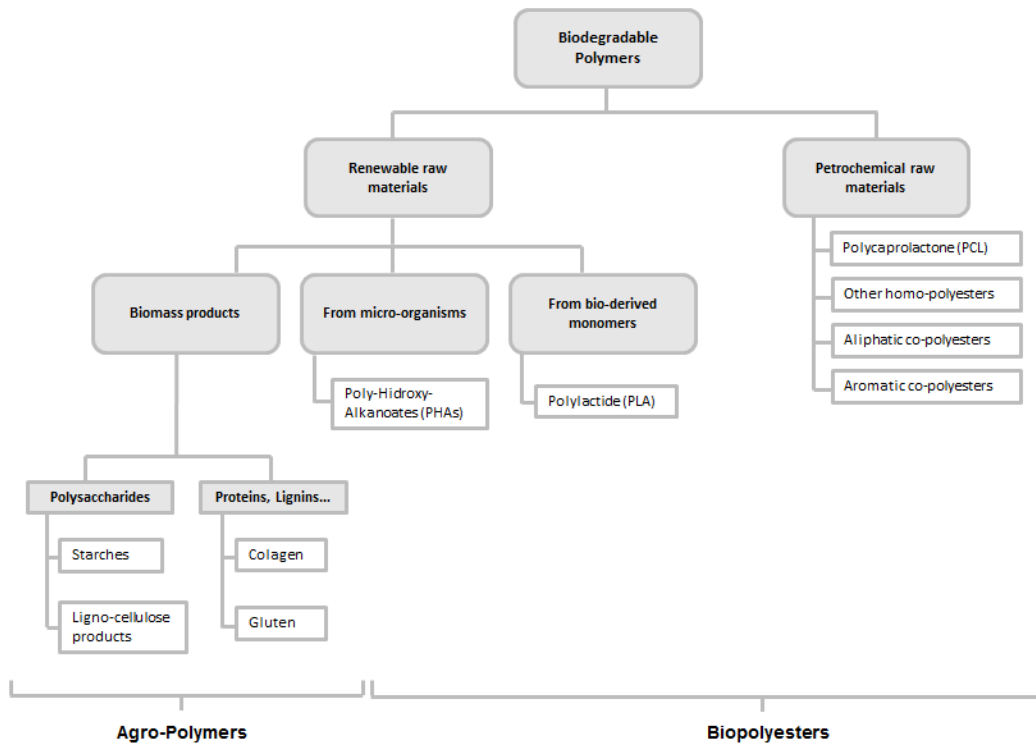 Biodegradable
Polymers
Renewable raw
materials
Petrochemical raw
materials
Polycaprolactone (PCL)
Other homo-polyesters
Aliphatic co-polyesters
Aromatic co-polyesters
Biomass products
From micro-organisms
From bio-derived
monomers
Poly-Hidroxy-
Alkanoates (PHAs)
Polylactide (PLA)
Polysaccharides
Proteins, Lignins...
Starches
Colagen
Ligno-cellulose
products
Gluten
Agro-Polymers
Biopolyesters